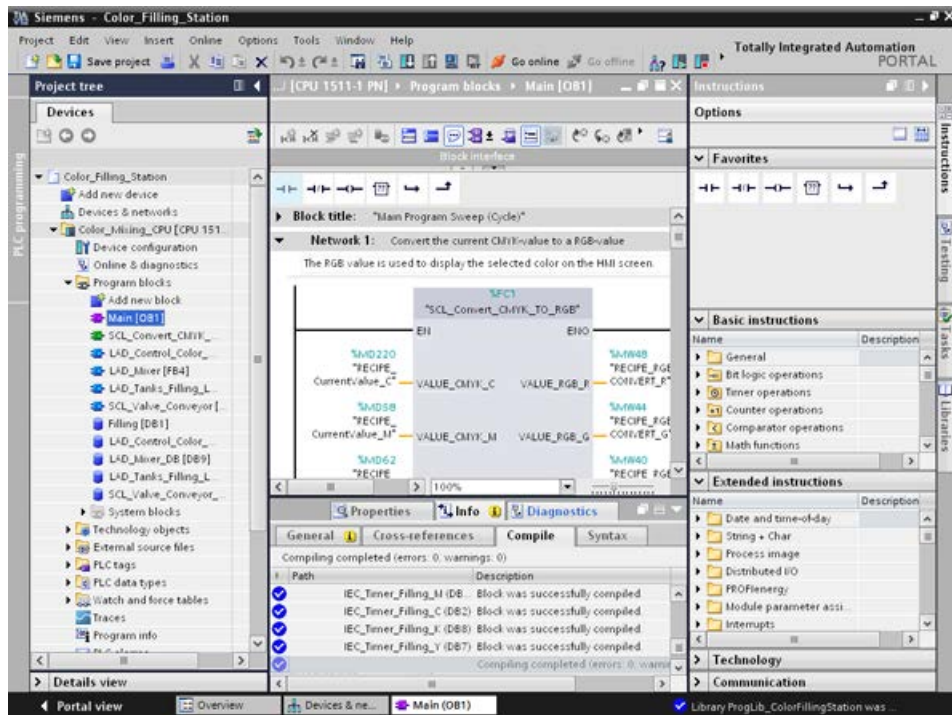 Siemens - Color_Filling_Station
Project Edit View Insert Online Options Tools Window Help
Totally Integrated Automation
PORTAL
Save project
Go online
Go offline
Project tree
Devices
PLC programming
Color_Filling_Station
Add new device
Devices & networks
Color_Mixing_CPU [CPU 151...
Device configuration
Online & diagnostics
Program blocks
Add new block
Main [OB1]
SCL_Convert_CMYK_...
LAD_Control_Color_...
LAD_Mixer [FB4]
LAD_Tanks_Filling_L...
SCL_Valve_Conveyor [...
Filling [DB1]
LAD_Control_Color_...
LAD_Mixer_DB [DB9]
LAD_Tanks_Filling_L...
SCL_Valve_Conveyor_...
System blocks
Technology objects
External source files
PLC tags
PLC data types
Watch and force tables
Traces
Program info
Details view
... [CPU 1511-1 PN] Program blocks Main [OB1]
Block interface
Block title: "Main Program Sweep (Cycle)"
Network 1: Convert the current CMYK-value to a RGB-value
The RGB value is used to display the selected color on the HMI screen.
%FC1
"SCL_Convert_CMYK_TO_RGB"
EN ENO
%MD220
"RECIPE_
CurrentValue_C"
VALUE_CMYK_C VALUE_RGB_R
%MW48
"RECIPE_RGB
CONVERT_R"
%MD58
"RECIPE_
CurrentValue_M"
VALUE_CMYK_M VALUE_RGB_G
%MW44
"RECIPE_RGB
CONVERT_G"
%MD62
"RECIPE
%MW40
"RECIPE RGB
100%
Properties Info Diagnostics
General Cross-references Compile Syntax
Compiling completed (errors: 0, warnings: 0)
! Path Description
IEC_Timer_Filling_M (DB... Block was successfully compiled.
IEC_Timer_Filling_C (DB2) Block was successfully compiled.
IEC_Timer_Filling_K (DB8) Block was successfully compiled.
IEC_Timer_Filling_Y (DB7) Block was successfully compiled.
Compiling completed (errors: 0, warni
Instructions
Options
Favorites
Basic instructions
Name Description
General
Bit logic operations
Timer operations
Counter operations
Comparator operations
Math functions
Extended instructions
Name Description
Date and time-of-day
String + Char
Process image
Distributed I/O
PROFIenergy
Module parameter assi...
Interrupts
Technology
Communication
Instructions
Testing
Tasks
Libraries
Portal view
Overview
Devices & ne...
Main (OB1)
Library ProgLib_ColorFillingStation was ...